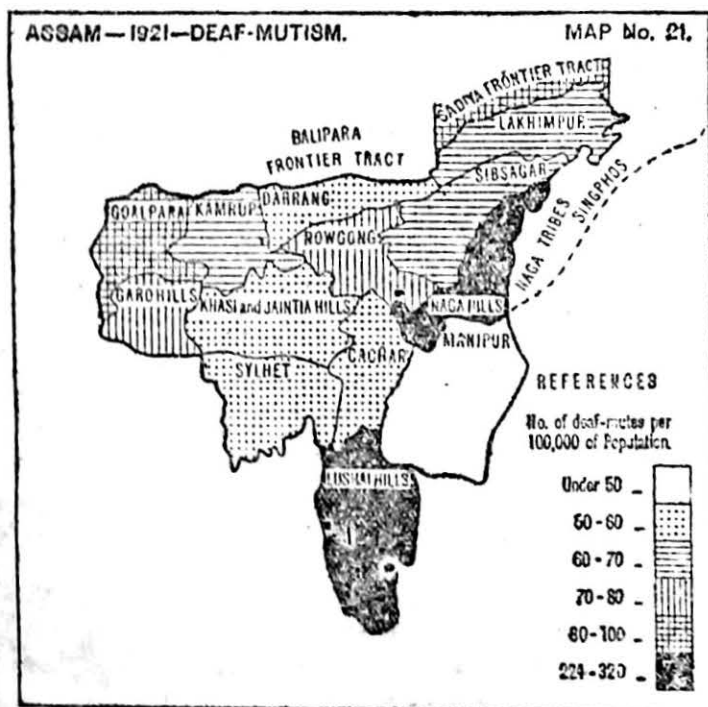 ASSAM—1921—DEAF-MUTISM.
MAP No. 21.
SADIYA FRONTIER TRACT
LAKHIMPUR
BALIPARA
FRONTIER TRACT
SIBSAGAR
DARRANG
GOALPARA
KAMRUP
NOWGONG
NAGA TRIBES
SINGPHOS
GARO HILLS
KHASI and JAINTIA HILLS
NAGA HILLS
MANIPUR
CACHAR
SYLHET
LUSHAI HILLS
REFERENCES
No. of deaf-mutes per
100,000 of Population.
Under 50
50-60
60-70
70-80
80-100
224-320